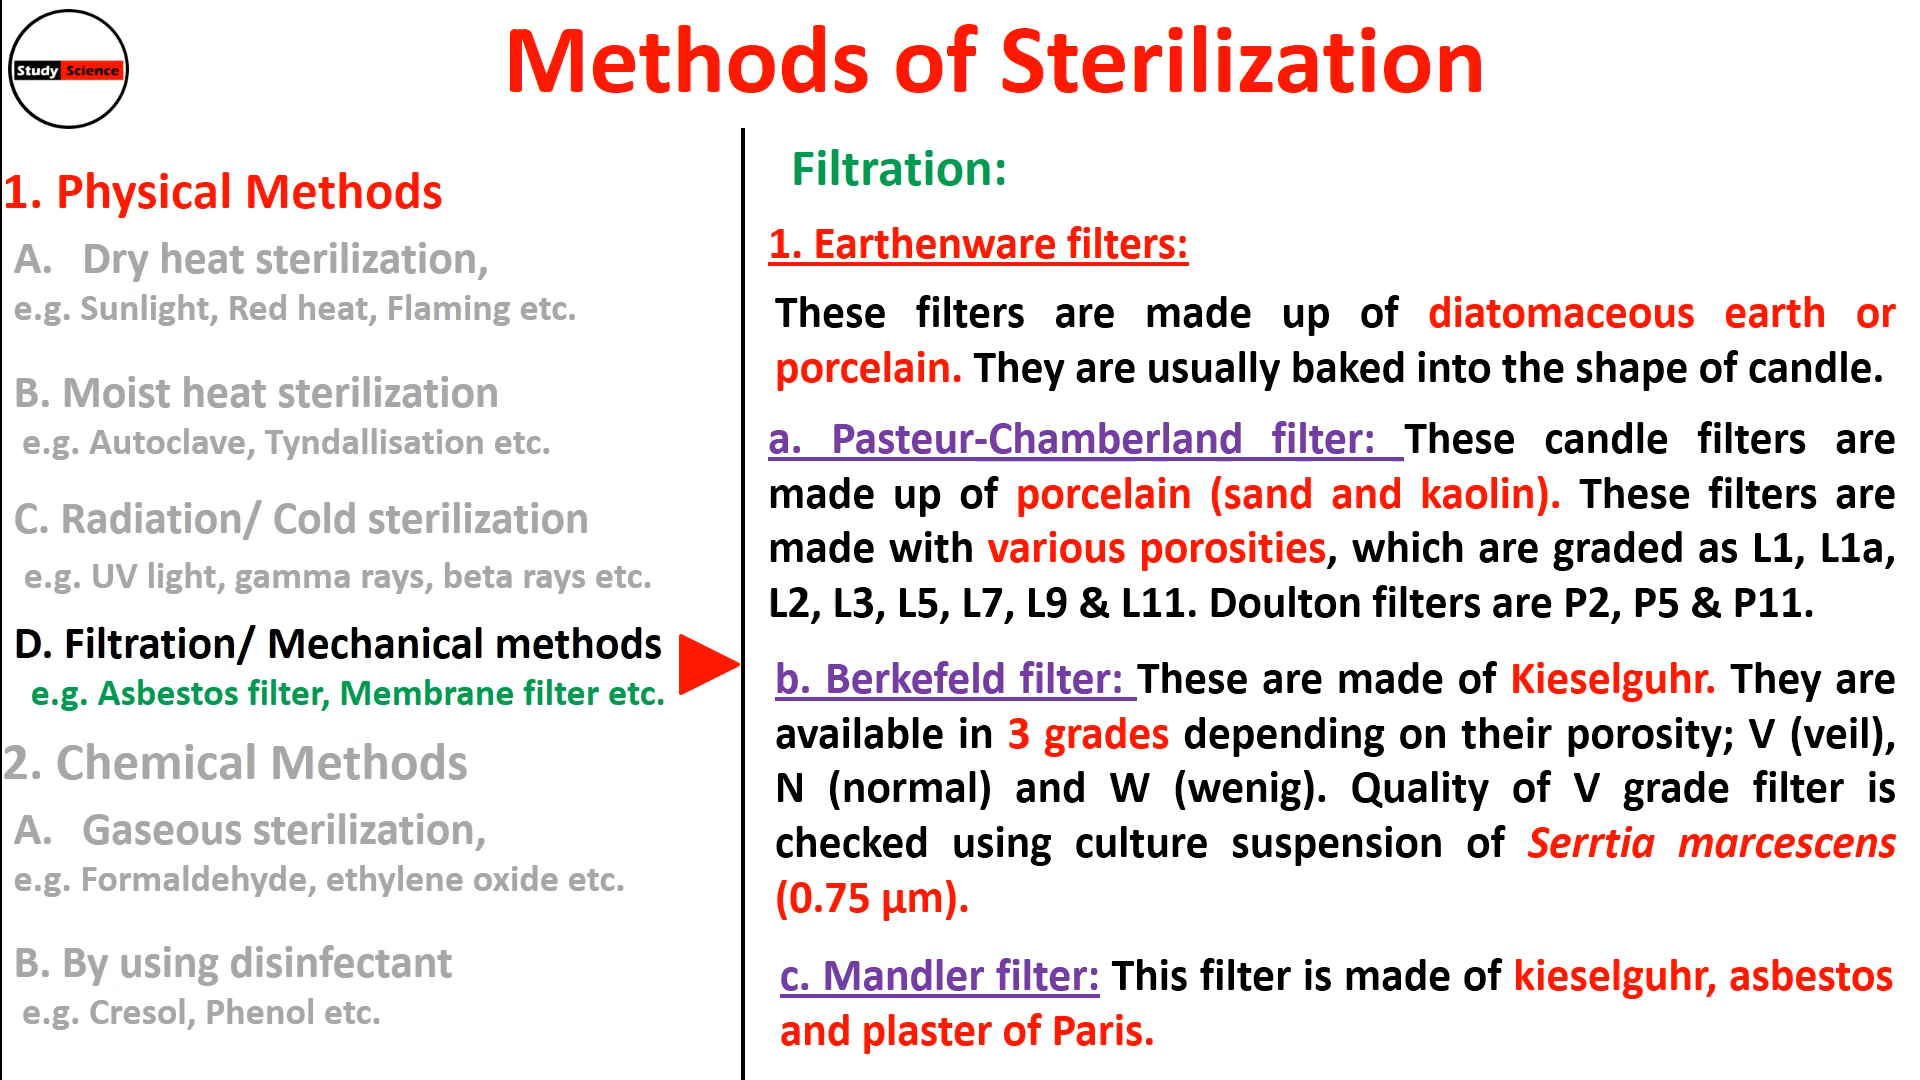 Study Science
Methods of Sterilization
1. Physical Methods
A. Dry heat sterilization,
e.g. Sunlight, Red heat, Flaming etc.
B. Moist heat sterilization
e.g. Autoclave, Tyndallisation etc.
C. Radiation/ Cold sterilization
e.g. UV light, gamma rays, beta rays etc.
D. Filtration/ Mechanical methods
e.g. Asbestos filter, Membrane filter etc.
2. Chemical Methods
A. Gaseous sterilization,
e.g. Formaldehyde, ethylene oxide etc.
B. By using disinfectant
e.g. Cresol, Phenol etc.
Filtration:
1. Earthenware filters:
These filters are made up of diatomaceous earth or
porcelain. They are usually baked into the shape of candle.
a. Pasteur-Chamberland filter: These candle filters are
made up of porcelain (sand and kaolin). These filters are
made with various porosities, which are graded as L1, L1a,
L2, L3, L5, L7, L9 & L11. Doulton filters are P2, P5 & P11.
b. Berkefeld filter: These are made of Kieselguhr. They are
available in 3 grades depending on their porosity; V (veil),
N (normal) and W (wenig). Quality of V grade filter is
checked using culture suspension of Serrtia marcescens
(0.75 µm).
c. Mandler filter: This filter is made of kieselguhr, asbestos
and plaster of Paris.